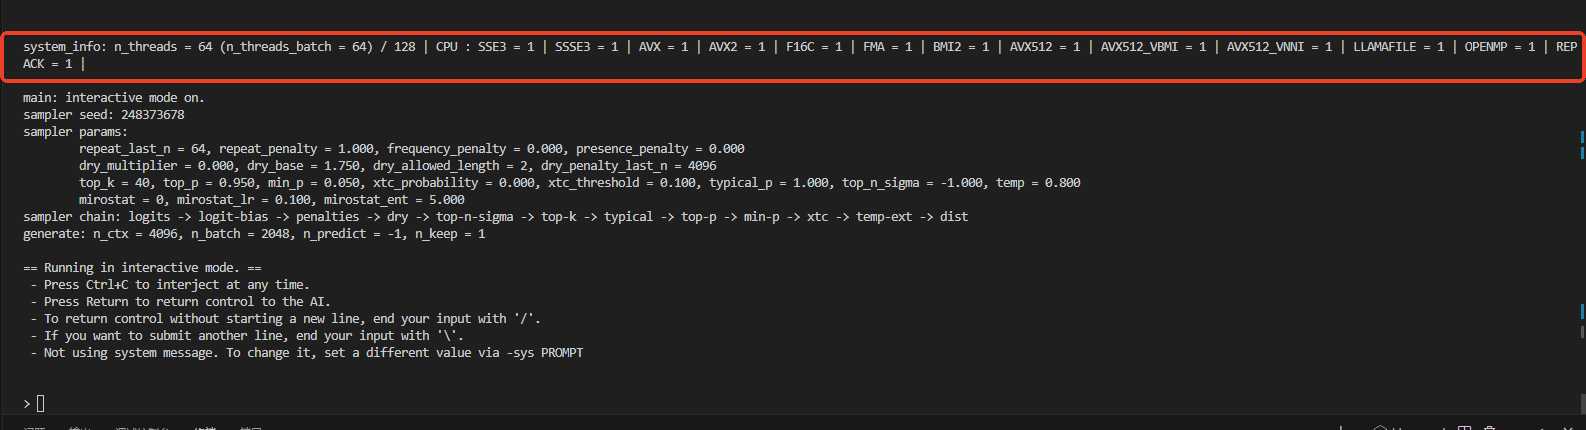 system_info: n_threads = 64 (n_threads_batch = 64) / 128 | CPU : SSE3 = 1 | SSSE3 = 1 | AVX = 1 | AVX2 = 1 | F16C = 1 | FMA = 1 | BMI2 = 1 | AVX512 = 1 | AVX512_VBMI = 1 | AVX512_VNNI = 1 | LLAMAFILE = 1 | OPENMP = 1 | REP
ACK = 1 |
main: interactive mode on.
sampler seed: 248373678
sampler params:
repeat_last_n = 64, repeat_penalty = 1.000, frequency_penalty = 0.000, presence_penalty = 0.000
dry_multiplier = 0.000, dry_base = 1.750, dry_allowed_length = 2, dry_penalty_last_n = 4096
top_k = 40, top_p = 0.950, min_p = 0.050, xtc_probability = 0.000, xtc_threshold = 0.100, typical_p = 1.000, top_n_sigma = -1.000, temp = 0.800
mirostat = 0, mirostat_lr = 0.100, mirostat_ent = 5.000
sampler chain: logits -> logit-bias -> penalties -> dry -> top-n-sigma -> top-k -> typical -> top-p -> min-p -> xtc -> temp-ext -> dist
generate: n_ctx = 4096, n_batch = 2048, n_predict = -1, n_keep = 1
== Running in interactive mode. ==
- Press Ctrl+C to interject at any time.
- Press Return to return control to the AI.
- To return control without starting a new line, end your input with '/'.
- If you want to submit another line, end your input with '\'.
- Not using system message. To change it, set a different value via -sys PROMPT
>